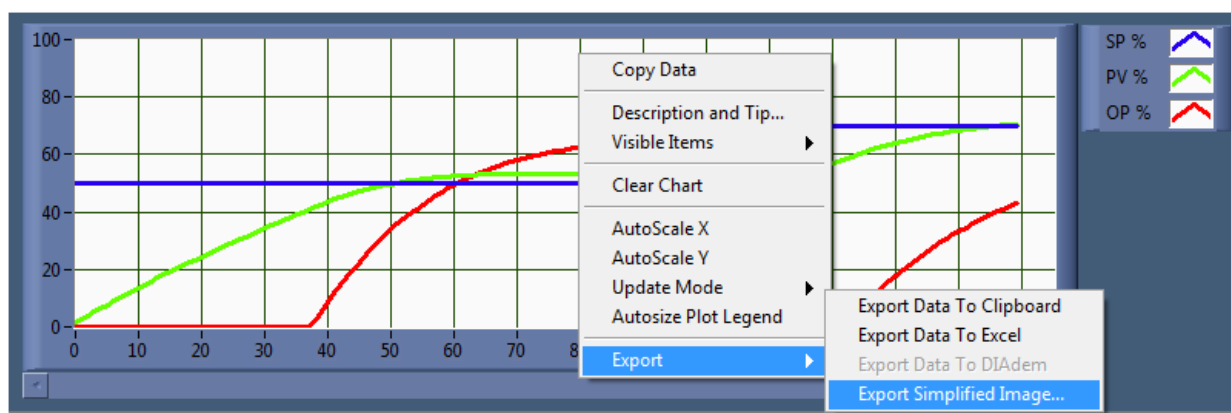 100
80
60
40
20
0
0 10 20 30 40 50 60 70 8
SP %
PV %
OP %
Copy Data
Description and Tip...
Visible Items
Clear Chart
AutoScale X
AutoScale Y
Update Mode
Autosize Plot Legend
Export
Export Data To Clipboard
Export Data To Excel
Export Data To DIAdem
Export Simplified Image...